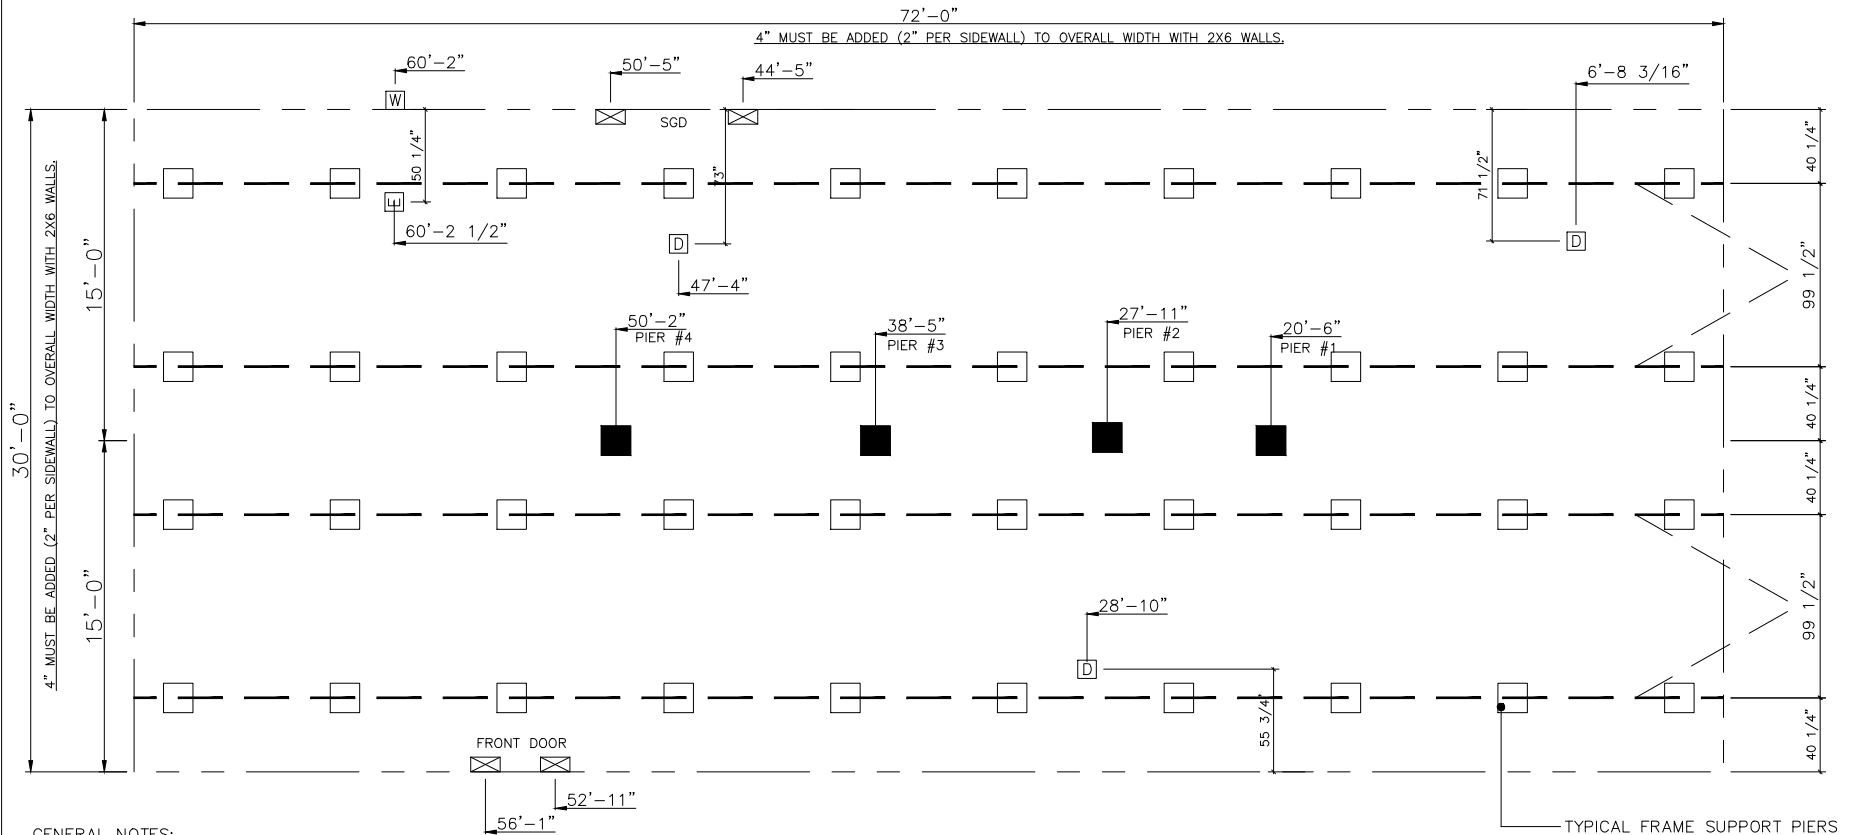 72'-0"
4" MUST BE ADDED (2" PER SIDEWALL) TO OVERALL WIDTH WITH 2X6 WALLS.
60'-2"
50'-5"
44'-5"
6'-8 3/16"
W
SGD
50 1/4"
73"
71 1/2"
40 1/4"
E
60'-2 1/2"
D
D
47'-4"
15'-0"
99 1/2"
50'-2"
PIER #4
38'-5"
PIER #3
27'-11"
PIER #2
20'-6"
PIER #1
40 1/4"
30'-0"
4" MUST BE ADDED (2" PER SIDEWALL) TO OVERALL WIDTH WITH 2X6 WALLS.
40 1/4"
15'-0"
99 1/2"
28'-10"
D
55 3/4"
40 1/4"
FRONT DOOR
52'-11"
56'-1"
GENERAL NOTES:
TYPICAL FRAME SUPPORT PIERS